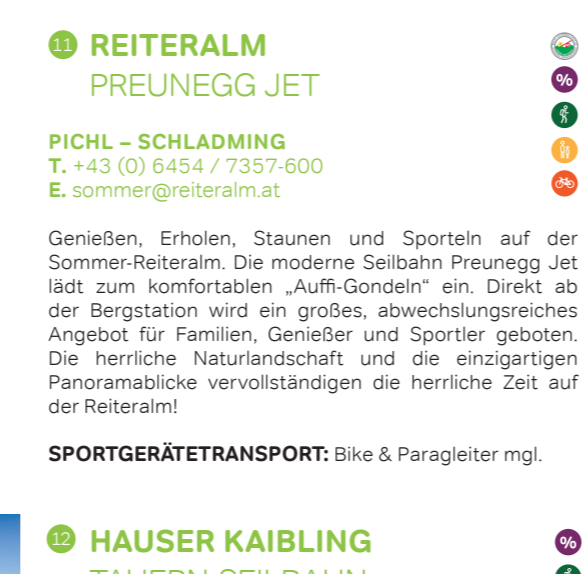 11 REITERALM
PREUNEGG JET
%
PICHL – SCHLADMING
T. +43 (0) 6454 / 7357-600
E. sommer@reiteralm.at
Genießen, Erholen, Staunen und Sporteln auf der
Sommer-Reiteralm. Die moderne Seilbahn Preunegg Jet
lädt zum komfortablen „Auffi-Gondeln“ ein. Direkt ab
der Bergstation wird ein großes, abwechslungsreiches
Angebot für Familien, Genießer und Sportler geboten.
Die herrliche Naturlandschaft und die einzigartigen
Panoramablicke vervollständigen die herrliche Zeit auf
der Reiteralm!
SPORTGERÄTETRANSPORT: Bike & Paragleiter mgl.
12 HAUSER KAIBLING
%
TAUERN SEILBAHN